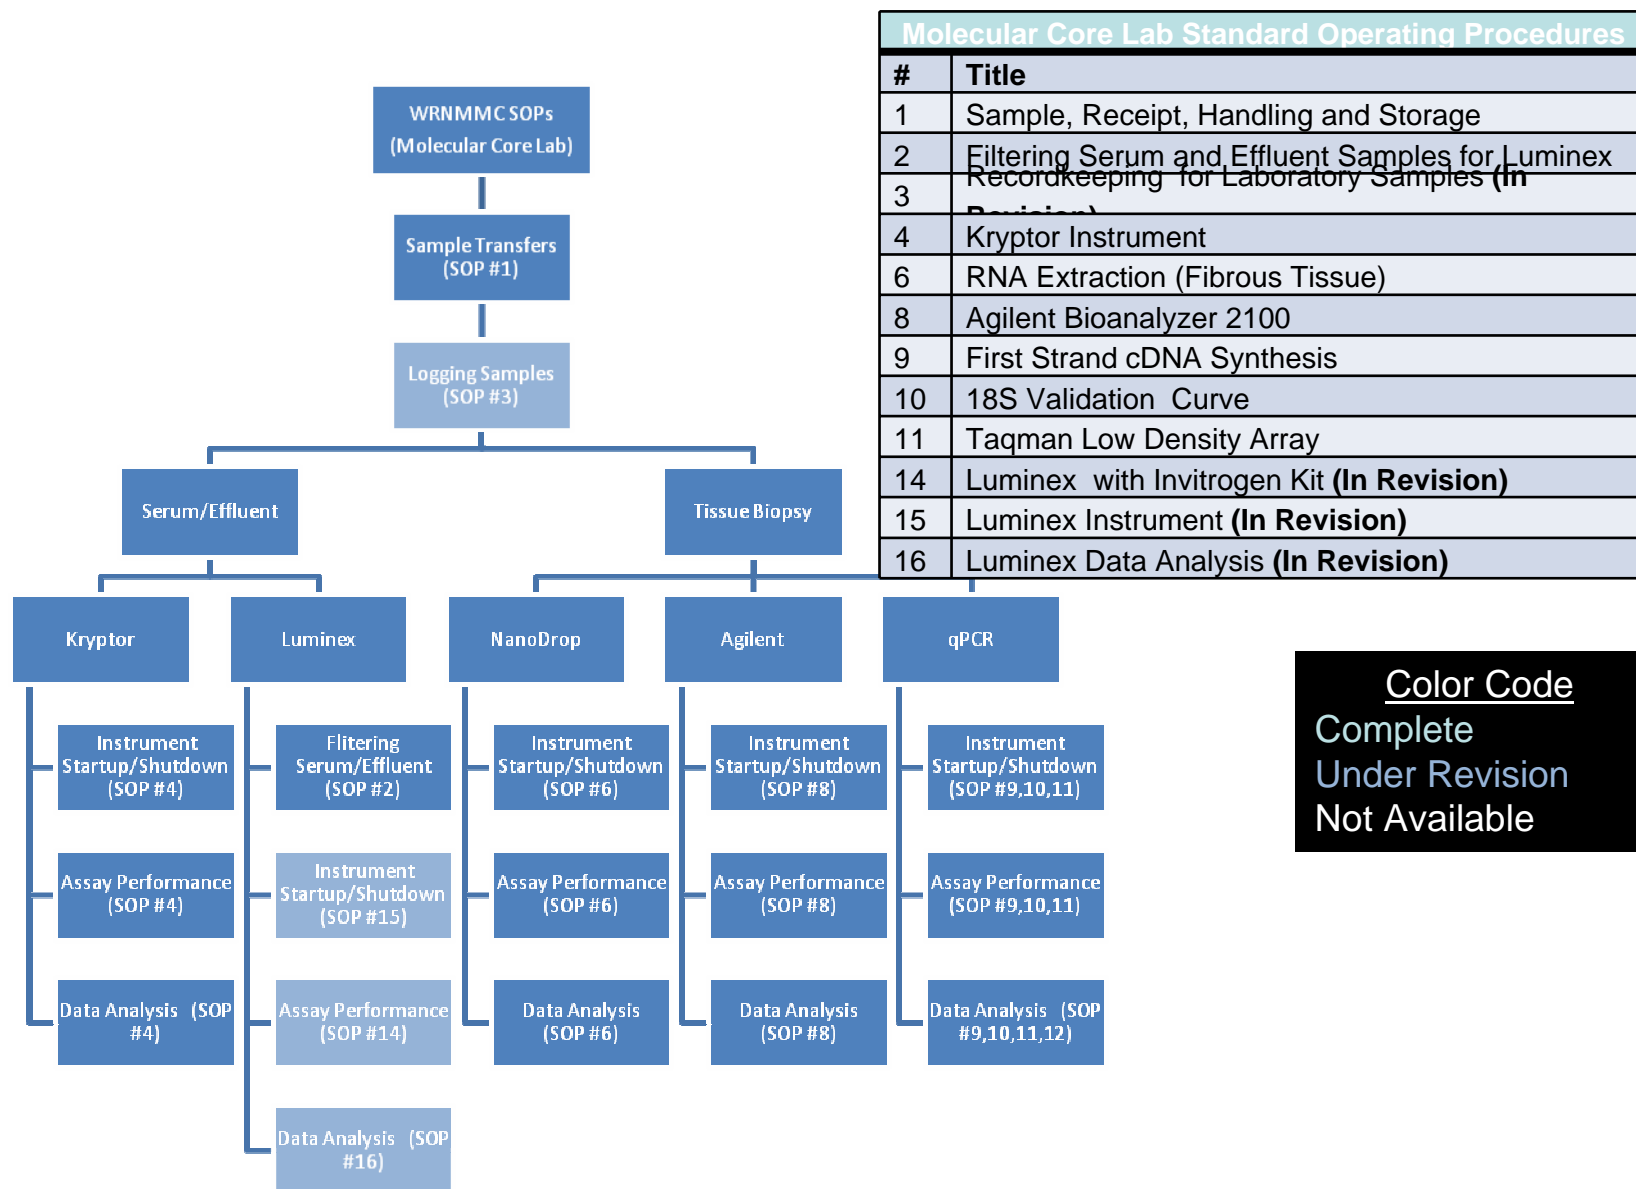 Molecular Core Lab Standard Operating Procedures
# Title
1 Sample, Receipt, Handling and Storage
2 Filtering Serum and Effluent Samples for Luminex
3 Recordkeeping for Laboratory Samples (In
Revision)
4 Kryptor Instrument
6 RNA Extraction (Fibrous Tissue)
8 Agilent Bioanalyzer 2100
9 First Strand cDNA Synthesis
10 18S Validation Curve
11 Taqman Low Density Array
14 Luminex with Invitrogen Kit (In Revision)
15 Luminex Instrument (In Revision)
16 Luminex Data Analysis (In Revision)
WRNMMC SOPs
(Molecular Core Lab)
Sample Transfers
(SOP #1)
Logging Samples
(SOP #3)
Serum/Effluent
Tissue Biopsy
Kryptor
Luminex
NanoDrop
Agilent
qPCR
Instrument
Startup/Shutdown
(SOP #4)
Assay Performance
(SOP #4)
Data Analysis (SOP
#4)
Flitering
Serum/Effluent
(SOP #2)
Instrument
Startup/Shutdown
(SOP #15)
Assay Performance
(SOP #14)
Data Analysis (SOP
#16)
Instrument
Startup/Shutdown
(SOP #6)
Assay Performance
(SOP #6)
Data Analysis
(SOP #6)
Instrument
Startup/Shutdown
(SOP #8)
Assay Performance
(SOP #8)
Data Analysis
(SOP #8)
Instrument
Startup/Shutdown
(SOP #9,10,11)
Assay Performance
(SOP #9,10,11)
Data Analysis (SOP
#9,10,11,12)
Color Code
Complete
Under Revision
Not Available